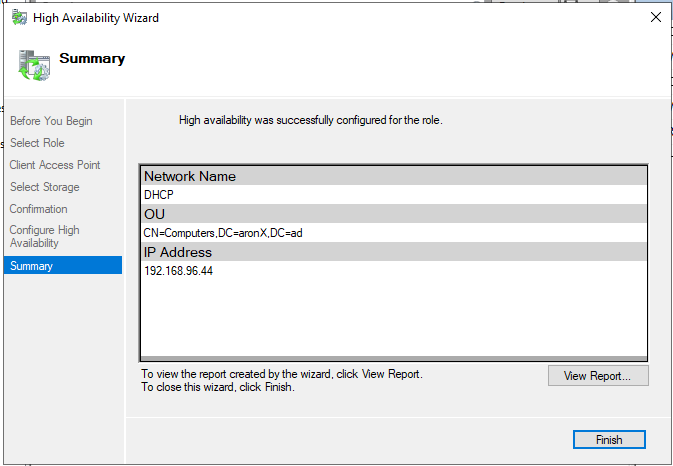 High Availability Wizard
Summary
Before You Begin
Select Role
Client Access Point
Select Storage
Confirmation
Configure High
Availability
Summary
High availability was successfully configured for the role.
Network Name
DHCP
OU
CN=Computers,DC=aronX,DC=ad
IP Address
192.168.96.44
To view the report created by the wizard, click View Report.
To close this wizard, click Finish.
View Report...
Finish